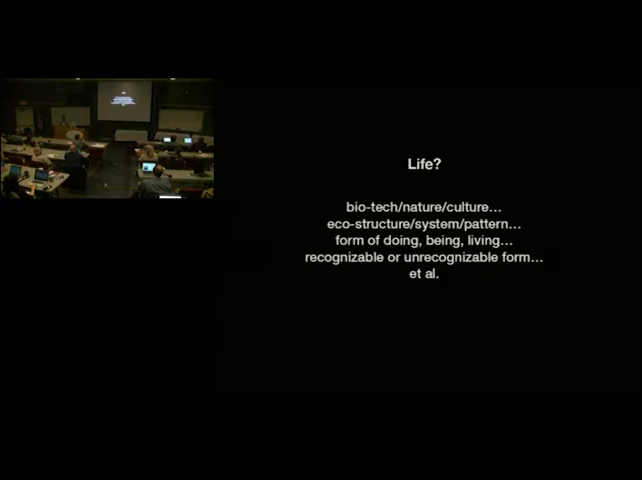 Life?
bio-tech/nature/culture...
eco-structure/system/pattern...
form of doing, being, living...
recognizable or unrecognizable form...
et al.